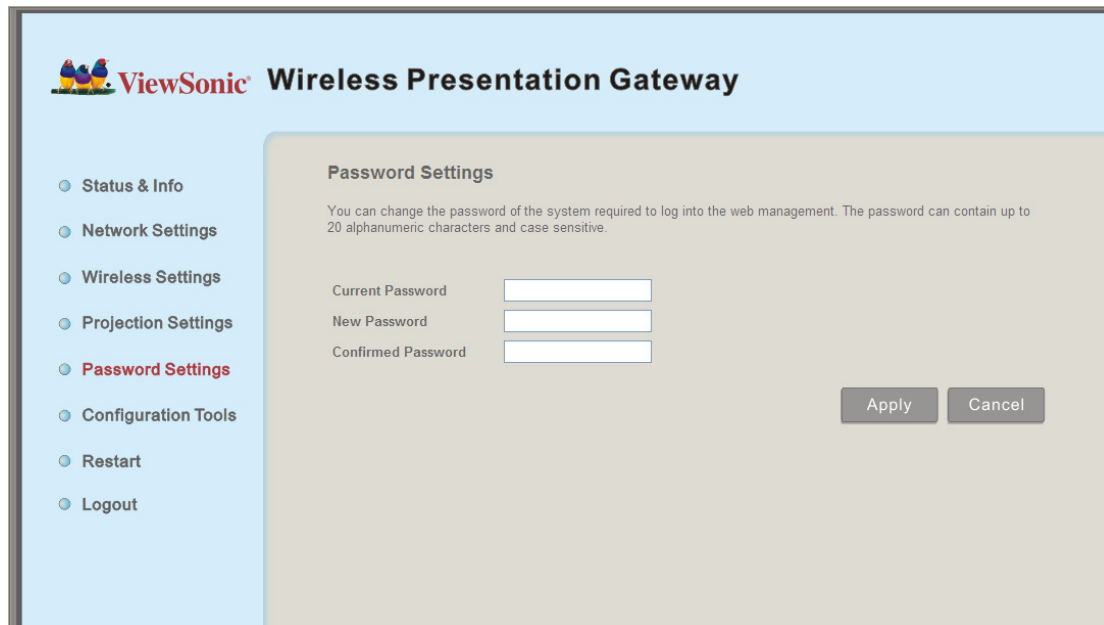 ViewSonic® Wireless Presentation Gateway
Status & Info
Network Settings
Wireless Settings
Projection Settings
Password Settings
Configuration Tools
Restart
Logout
Password Settings
You can change the password of the system required to log into the web management. The password can contain up to
20 alphanumeric characters and case sensitive.
Current Password
New Password
Confirmed Password
Apply Cancel